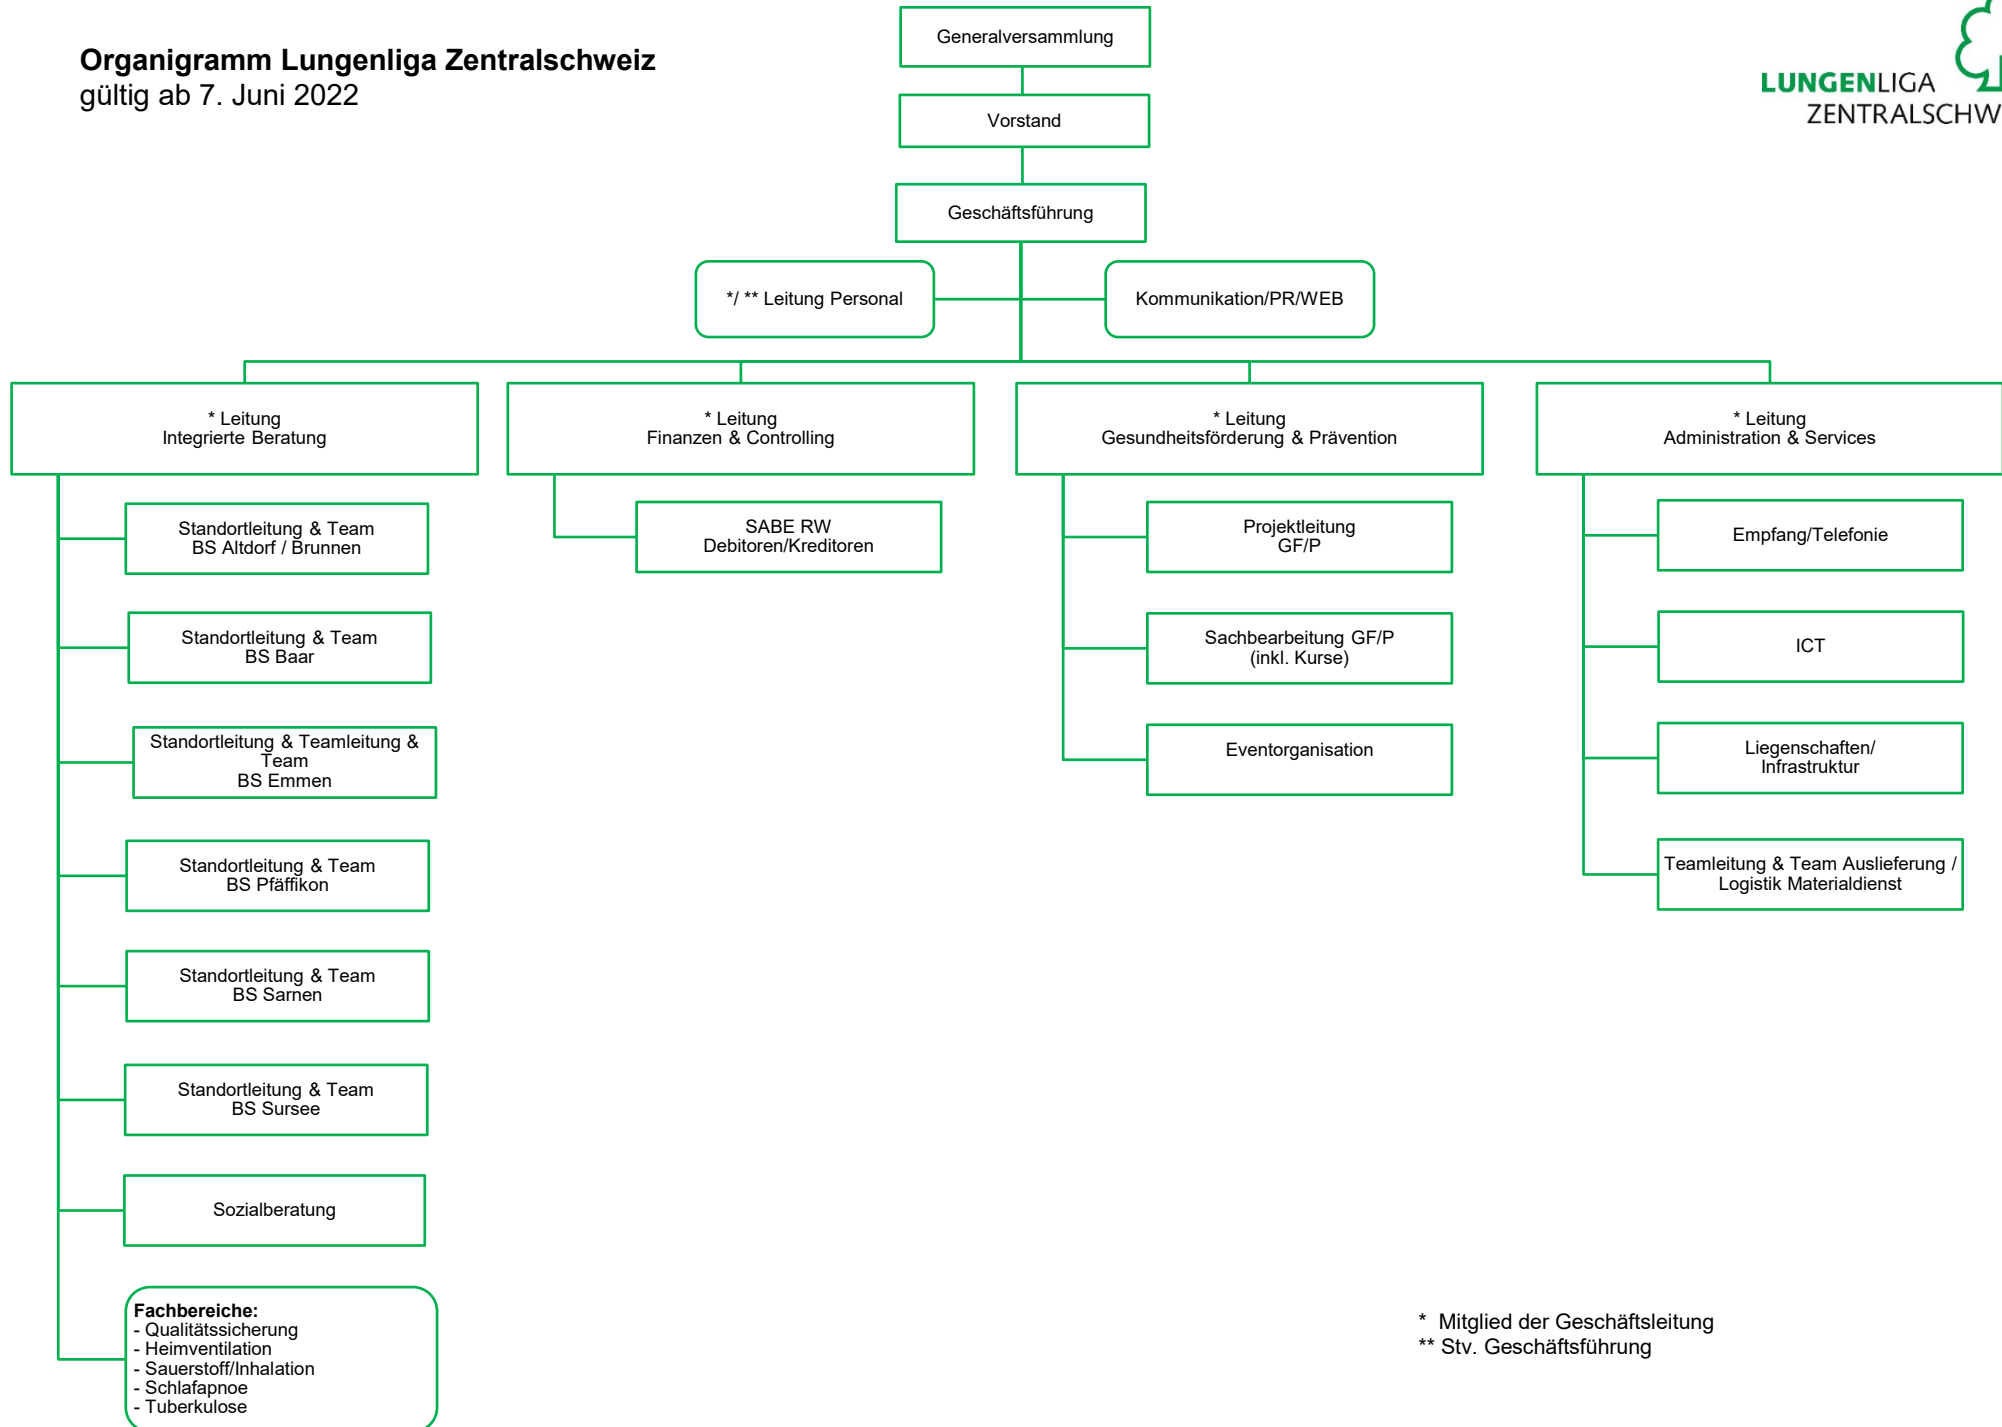 Organigramm Lungenliga Zentralschweiz
gültig ab 7. Juni 2022
LUNGENLIGA
ZENTRALSCHW
Generalversammlung
Vorstand
Geschäftsführung
*/ ** Leitung Personal
Kommunikation/PR/WEB
* Leitung
Integrierte Beratung
* Leitung
Finanzen & Controlling
* Leitung
Gesundheitsförderung & Prävention
* Leitung
Administration & Services
Standortleitung & Team
BS Altdorf / Brunnen
Standortleitung & Team
BS Baar
Standortleitung & Teamleitung &
Team
BS Emmen
Standortleitung & Team
BS Pfäffikon
Standortleitung & Team
BS Sarnen
Standortleitung & Team
BS Sursee
Sozialberatung
Fachbereiche:
- Qualitätssicherung
- Heimventilation
- Sauerstoff/Inhalation
- Schlafapnoe
- Tuberkulose
SABE RW
Debitoren/Kreditoren
Projektleitung
GF/P
Sachbearbeitung GF/P
(inkl. Kurse)
Eventorganisation
Empfang/Telefonie
ICT
Liegenschaften/
Infrastruktur
Teamleitung & Team Auslieferung /
Logistik Materialdienst
* Mitglied der Geschäftsleitung
** Stv. Geschäftsführung